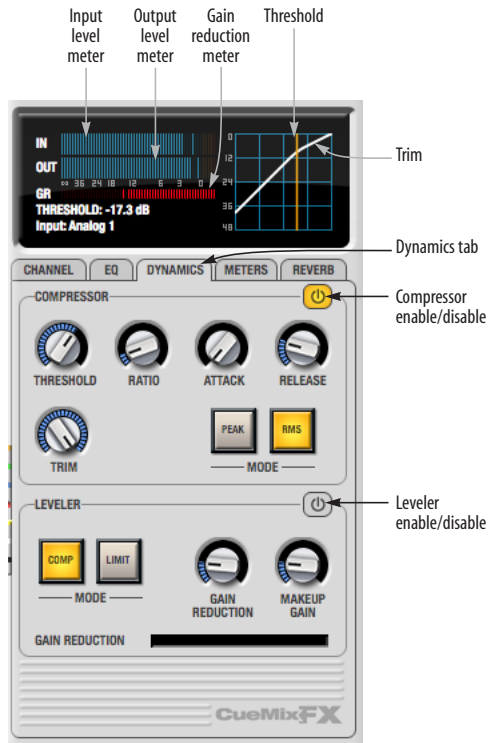 Input level meter
Output level meter
Gain reduction meter
Threshold
IN
OUT
∞ 36 24 18 12 6 3 0
GR
THRESHOLD: -17.3 dB
Input: Analog 1
0
12
24
36
48
Trim
Dynamics tab
CHANNEL EQ DYNAMICS METERS REVERB
COMPRESSOR
Compressor enable/disable
THRESHOLD RATIO ATTACK RELEASE
TRIM
PEAK RMS
MODE
LEVELER
Leveler enable/disable
COMP LIMIT
MODE
GAIN REDUCTION
MAKEUP GAIN
GAIN REDUCTION
CueMixFX